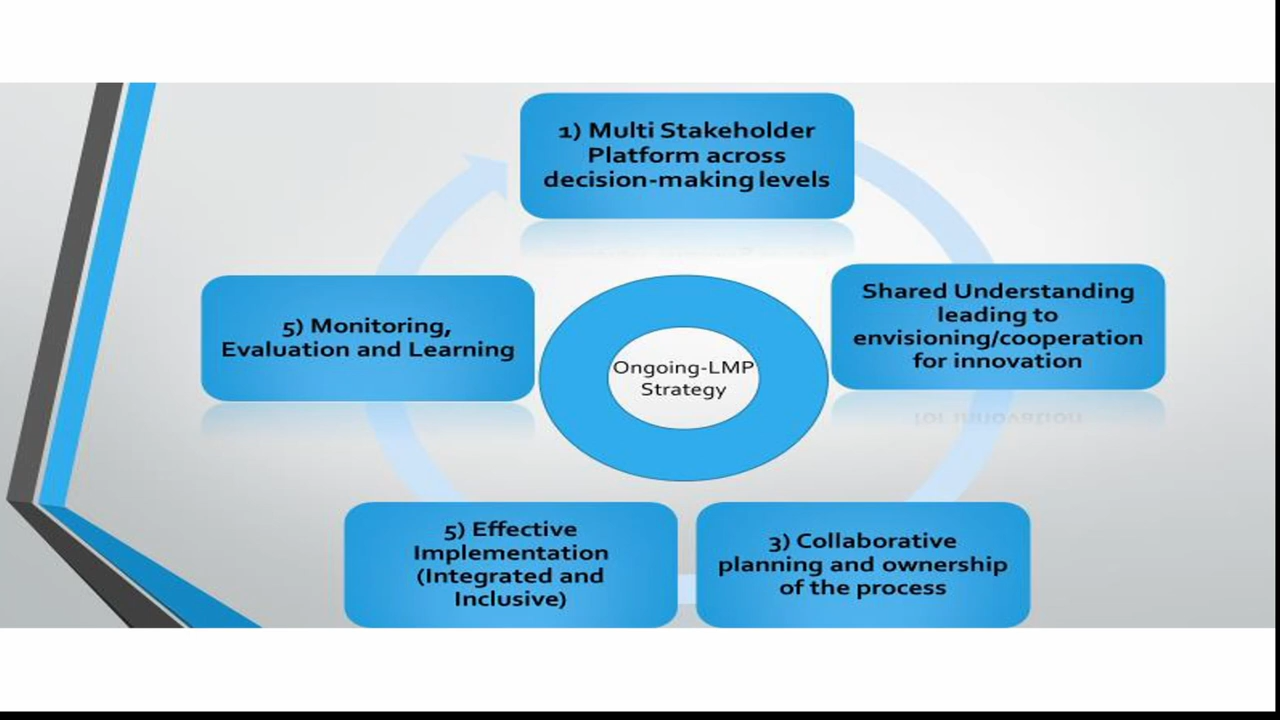 1) Multi Stakeholder
Platform across
decision-making levels
Shared Understanding
leading to
envisioning/cooperation
for innovation
3) Collaborative
planning and ownership
of the process
5) Effective
Implementation
(Integrated and
Inclusive)
5) Monitoring,
Evaluation and Learning
Ongoing-LMP
Strategy